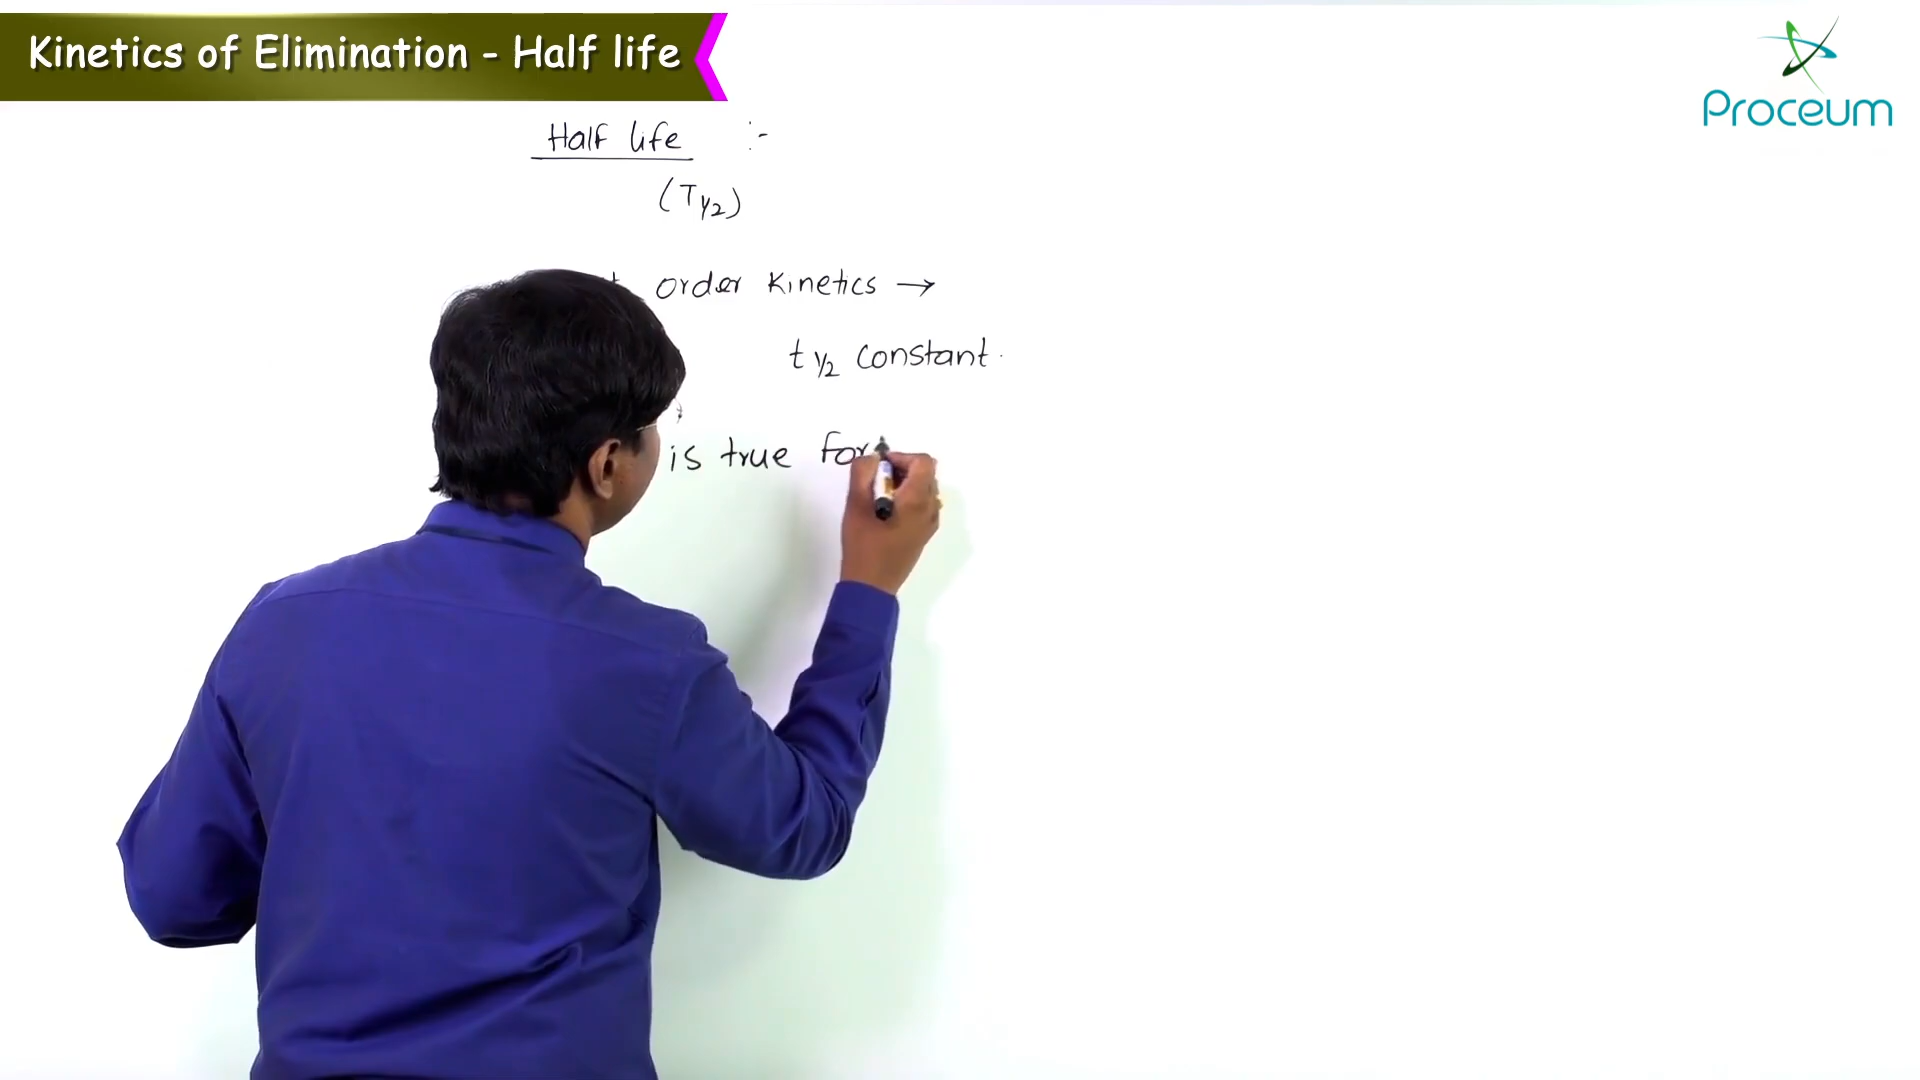 Kinetics of Elimination - Half life
Proceum
Half life :-
(T1/2)
order kinetics →
t 1/2 constant.
is true for